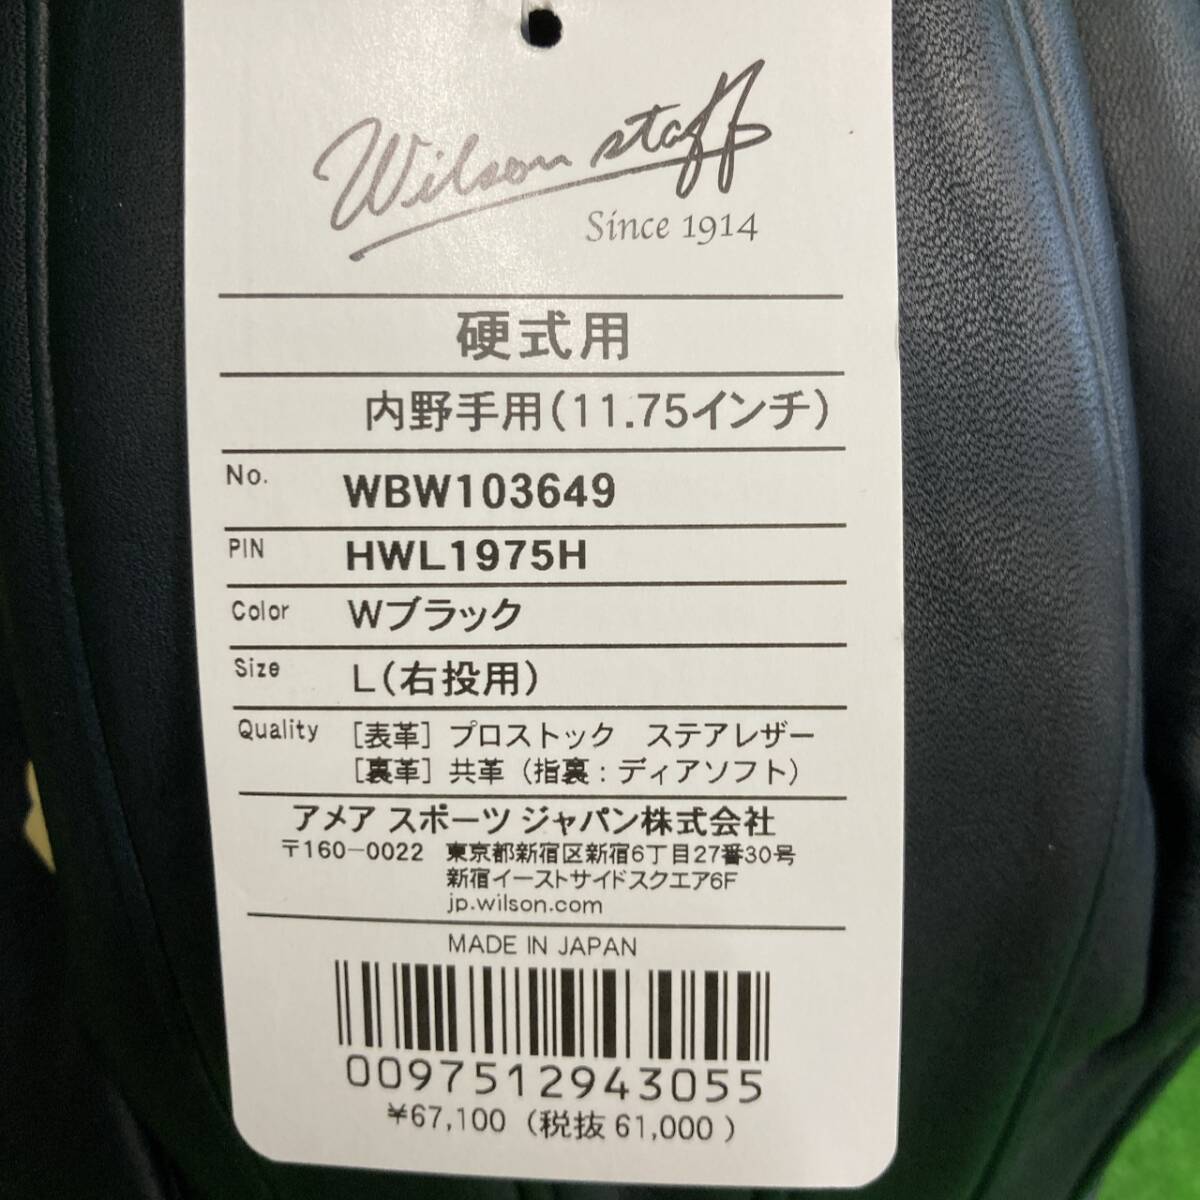 Wilson staff
Since 1914
硬式用
内野手用(11.75インチ)
No. WBW103649
PIN HWL1975H
Color Wブラック
Size L(右投用)
Quality [表革] プロストック ステアレザー
[裏革] 共革 (指裏:ディアソフト)
アメア スポーツ ジャパン株式会社
〒160-0022 東京都新宿区新宿6丁目27番30号
新宿イーストサイドスクエア6F
jp.wilson.com
MADE IN JAPAN
0097512943055
¥67,100 (税抜 61,000)